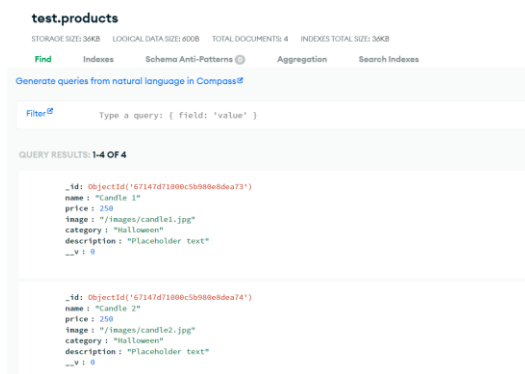 test.products
STORAGE SIZE: 36KB LOGICAL DATA SIZE: 600B TOTAL DOCUMENTS: 4 INDEXES TOTAL SIZE: 36KB
Find Indexes Schema Anti-Patterns 0 Aggregation Search Indexes
Generate queries from natural language in Compass
Filter Type a query: { field: 'value' }
QUERY RESULTS: 1-4 OF 4
_id: ObjectId('67147d71000c5b980e8dea73')
name : "Candle 1"
price : 250
image : "/images/candle1.jpg"
category : "Halloween"
description : "Placeholder text"
__v : 0
_id: ObjectId('67147d71000c5b980e8dea74')
name : "Candle 2"
price : 250
image : "/images/candle2.jpg"
category : "Halloween"
description : "Placeholder text"
__v : 0